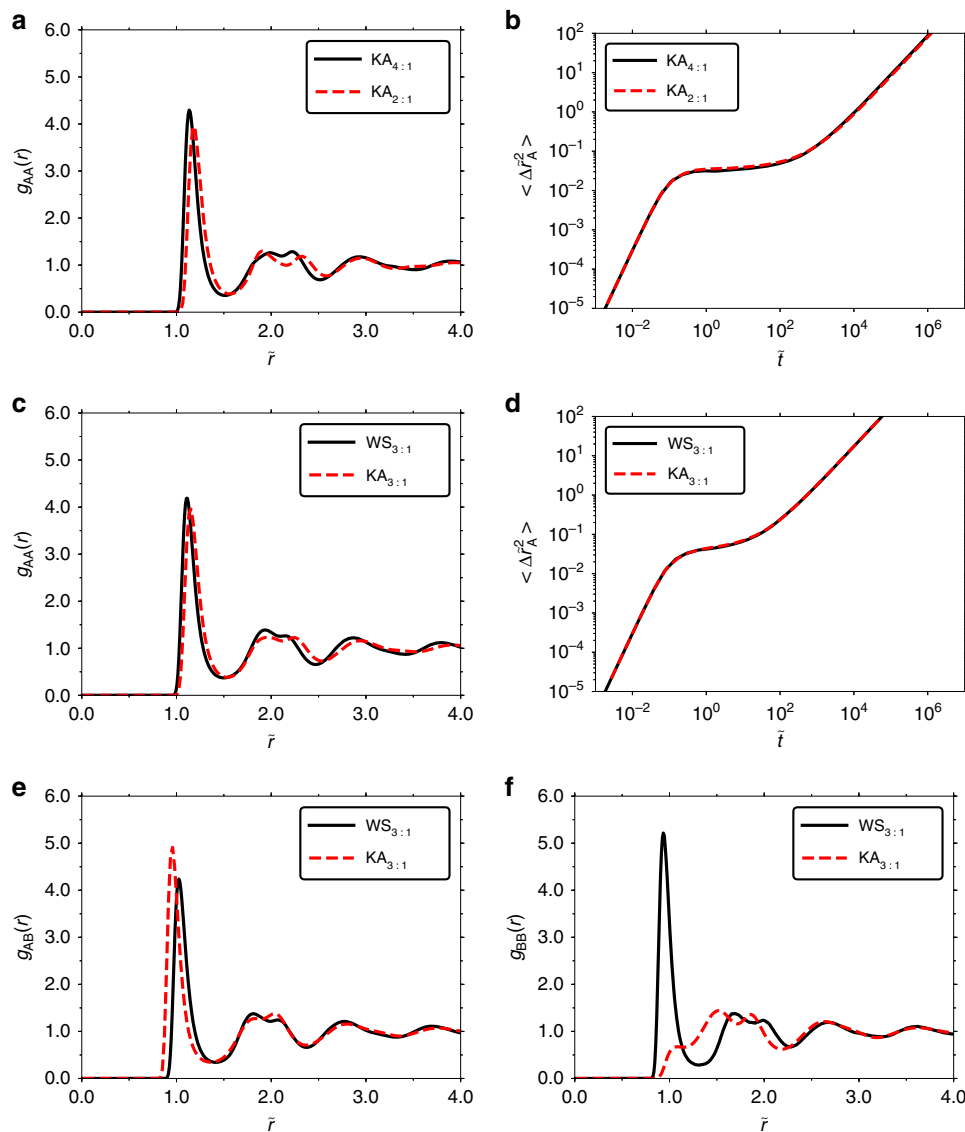 a
6.0
5.0
4.0
3.0
2.0
1.0
0.0
g_AA(r)
KA_4 : 1
KA_2 : 1
0.0 1.0 2.0 3.0 4.0
r̃
b
10^2
10^1
10^0
10^−1
10^−2
10^−3
10^−4
10^−5
< Δr̃_A^2 >
KA_4 : 1
KA_2 : 1
10^−2 10^0 10^2 10^4 10^6
t̃
c
6.0
5.0
4.0
3.0
2.0
1.0
0.0
g_AA(r)
WS_3 : 1
KA_3 : 1
0.0 1.0 2.0 3.0 4.0
r̃
d
10^2
10^1
10^0
10^−1
10^−2
10^−3
10^−4
10^−5
< Δr̃_A^2 >
WS_3 : 1
KA_3 : 1
10^−2 10^0 10^2 10^4 10^6
t̃
e
6.0
5.0
4.0
3.0
2.0
1.0
0.0
g_AB(r)
WS_3 : 1
KA_3 : 1
0.0 1.0 2.0 3.0 4.0
r̃
f
6.0
5.0
4.0
3.0
2.0
1.0
0.0
g_BB(r)
WS_3 : 1
KA_3 : 1
0.0 1.0 2.0 3.0 4.0
r̃